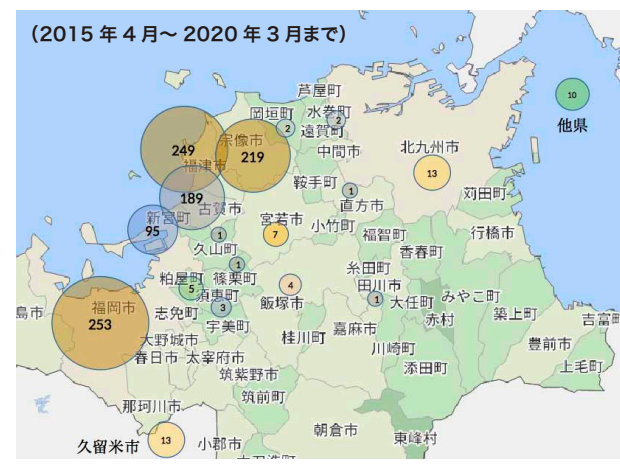 （2015 年 4 月～ 2020 年 3 月まで）
芦屋町
10
岡垣町 水巻町
2
2
遠賀町
他県
249
宗像市
219
中間市
北九州市
13
福津市
鞍手町
189
1
直方市
苅田町
新宮町
95
古賀市
1
宮若市
7
小竹町
福智町
行橋市
久山町
香春町
1
粕屋町
5
篠栗町
糸田町
みやこ町
4
田川市
1
須恵町
3
飯塚市
大任町
赤村
築上町
吉富町
福岡市
253
島市
志免町
宇美町
桂川町
嘉麻市
川崎町
豊前市
大野城市
添田町
上毛町
春日市 太宰府市
筑紫野市
筑前町
那珂川市
朝倉市
東峰村
久留米市
13
小郡市